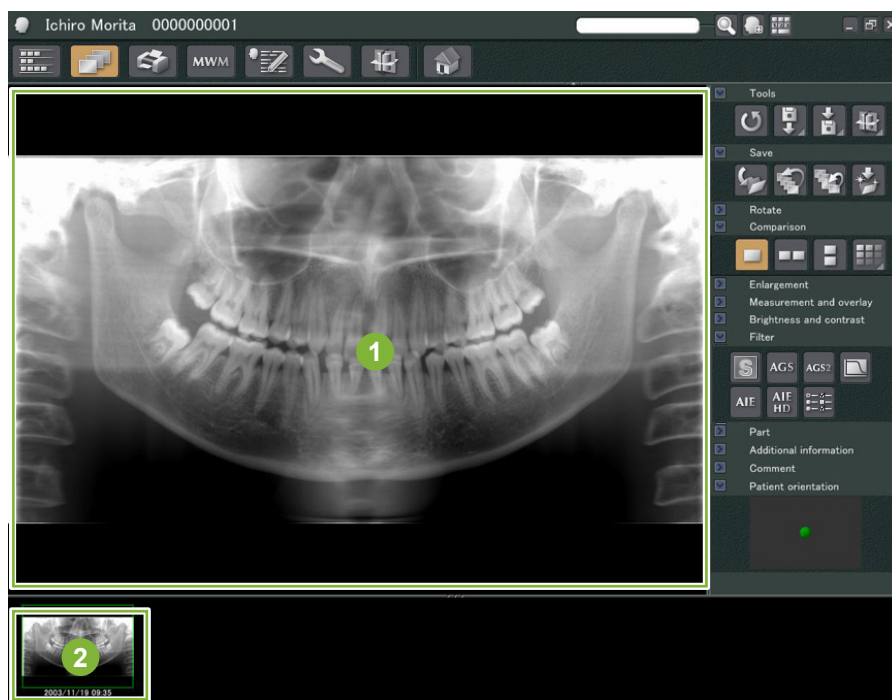 Ichiro Morita 0000000001
MWM
Tools
Save
Rotate
Comparison
Enlargement
Measurement and overlay
Brightness and contrast
Filter
S AGS AGS2
AIE AIE HD
Part
Additional information
Comment
Patient orientation
1
2
2003/11/19 09:35